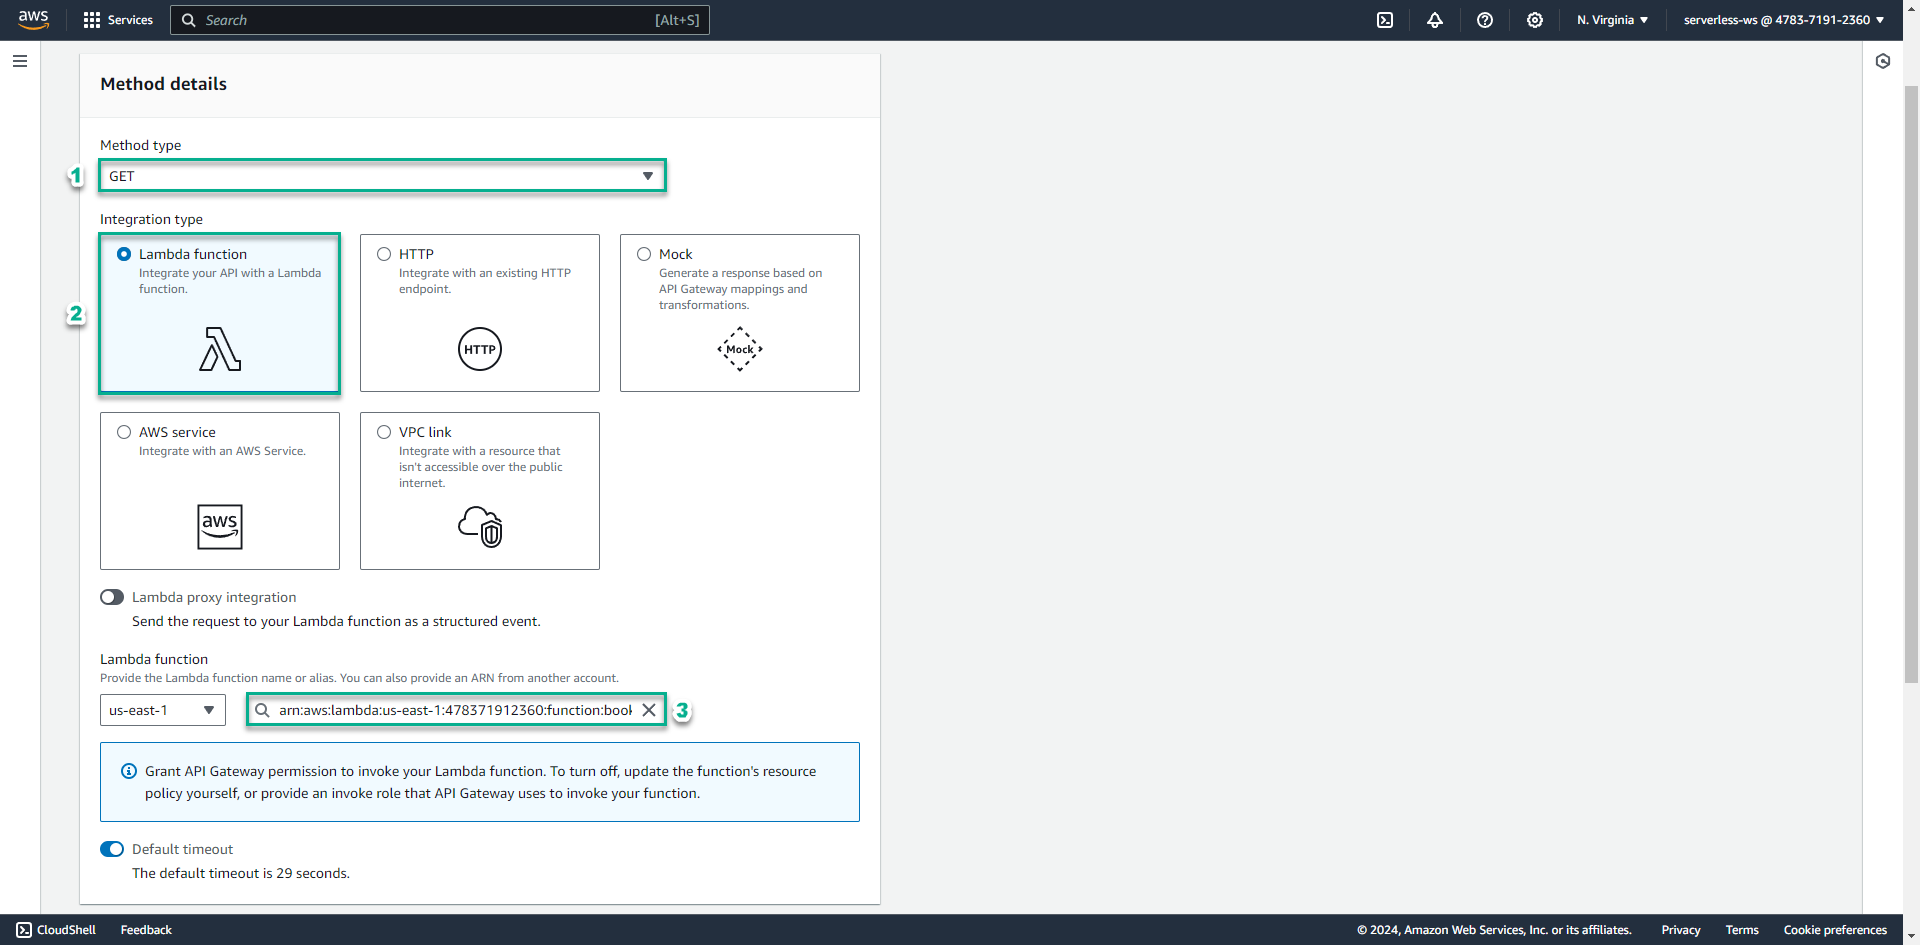 aws Services Search [Alt+S] N. Virginia serverless-ws @ 4783-7191-2360
Method details
Method type
1 GET
Integration type
Lambda function
Integrate your API with a Lambda
function.
HTTP
Integrate with an existing HTTP
endpoint.
HTTP
Mock
Generate a response based on
API Gateway mappings and
transformations.
Mock
2
AWS service
Integrate with an AWS Service.
aws
VPC link
Integrate with a resource that
isn't accessible over the public
internet.
Lambda proxy integration
Send the request to your Lambda function as a structured event.
Lambda function
Provide the Lambda function name or alias. You can also provide an ARN from another account.
us-east-1 arn:aws:lambda:us-east-1:478371912360:function:book 3
Grant API Gateway permission to invoke your Lambda function. To turn off, update the function's resource
policy yourself, or provide an invoke role that API Gateway uses to invoke your function.
Default timeout
The default timeout is 29 seconds.
CloudShell Feedback © 2024, Amazon Web Services, Inc. or its affiliates. Privacy Terms Cookie preferences